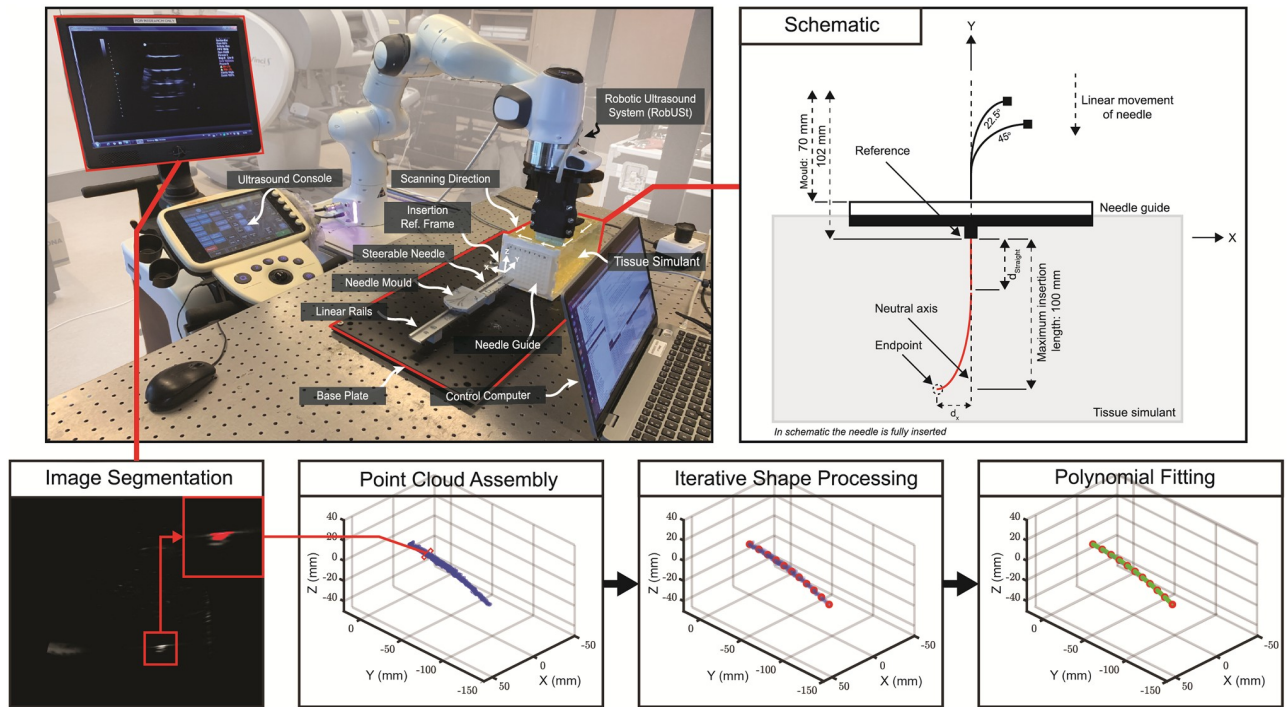 Robotic Ultrasound
System (RobUSt)
Ultrasound Console
Scanning Direction
Insertion
Ref. Frame
Steerable Needle
Tissue Simulant
Needle Mould
Linear Rails
Needle Guide
Base Plate
Control Computer
Schematic
Y
Linear movement
of needle
22.5º
45º
Mould: 70 mm
102 mm
Reference
Needle guide
X
dStraight
Maximum insertion
length: 100 mm
Neutral axis
Endpoint
dx
Tissue simulant
In schematic the needle is fully inserted
Image Segmentation
Point Cloud Assembly
40
20
0
-20
-40
Z (mm)
0
-50
-100
-150
Y (mm)
50
0
-50
X (mm)
Iterative Shape Processing
40
20
0
-20
-40
Z (mm)
0
-50
-100
-150
Y (mm)
50
0
-50
X (mm)
Polynomial Fitting
40
20
0
-20
-40
Z (mm)
0
-50
-100
-150
Y (mm)
50
0
-50
X (mm)